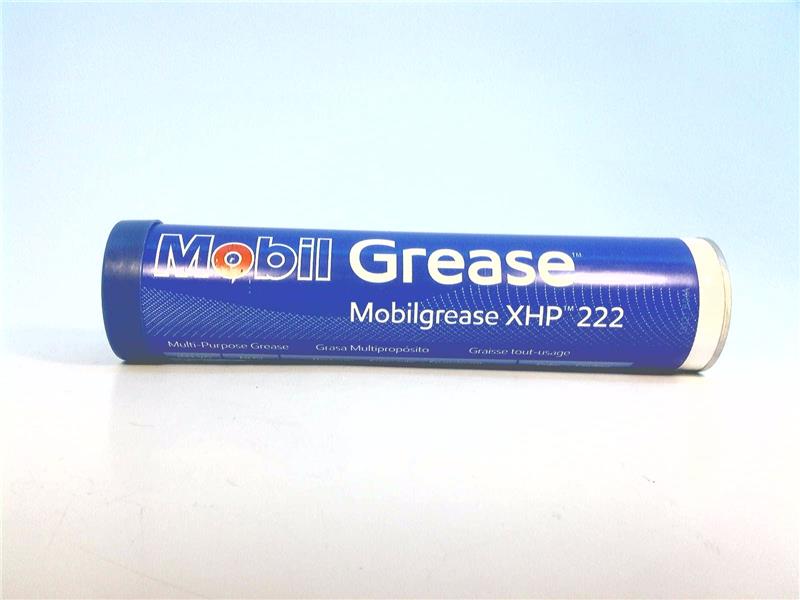 Mobil Grease™
Mobilgrease XHP™ 222
Multi-Purpose Grease Grasa Multipropósito Graisse tout-usage